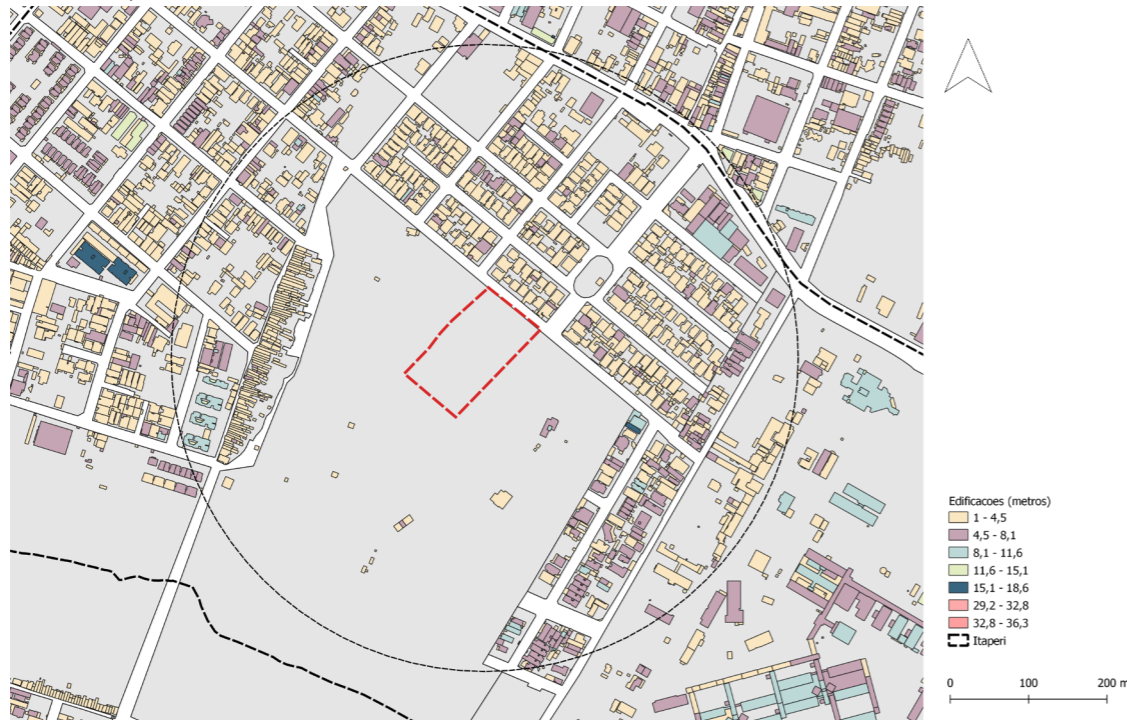 Edificacoes (metros)
1 - 4,5
4,5 - 8,1
8,1 - 11,6
11,6 - 15,1
15,1 - 18,6
29,2 - 32,8
32,8 - 36,3
Itaperi
0 100 200 m